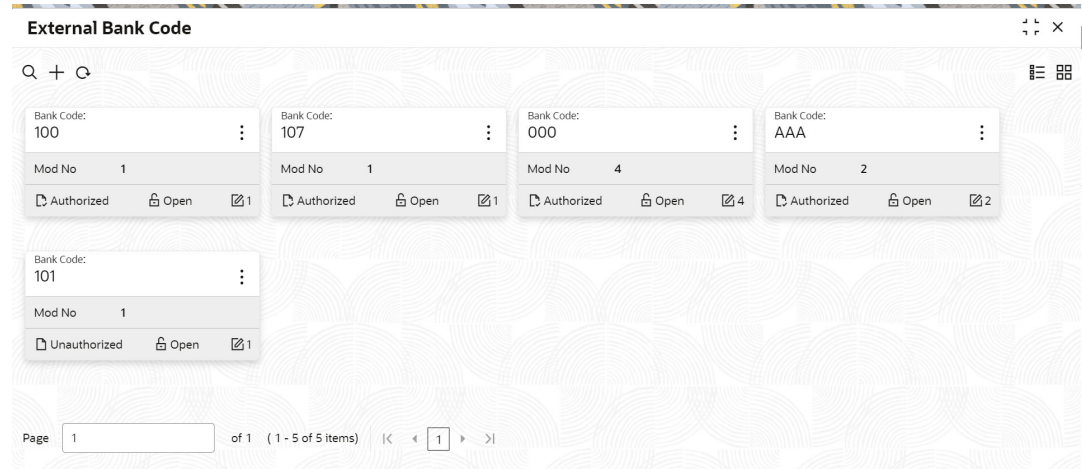 External Bank Code
Bank Code:
100
Mod No 1
Authorized Open 1
Bank Code:
107
Mod No 1
Authorized Open 1
Bank Code:
000
Mod No 4
Authorized Open 4
Bank Code:
AAA
Mod No 2
Authorized Open 2
Bank Code:
101
Mod No 1
Unauthorized Open 1
Page 1 of 1 (1 - 5 of 5 items) 1